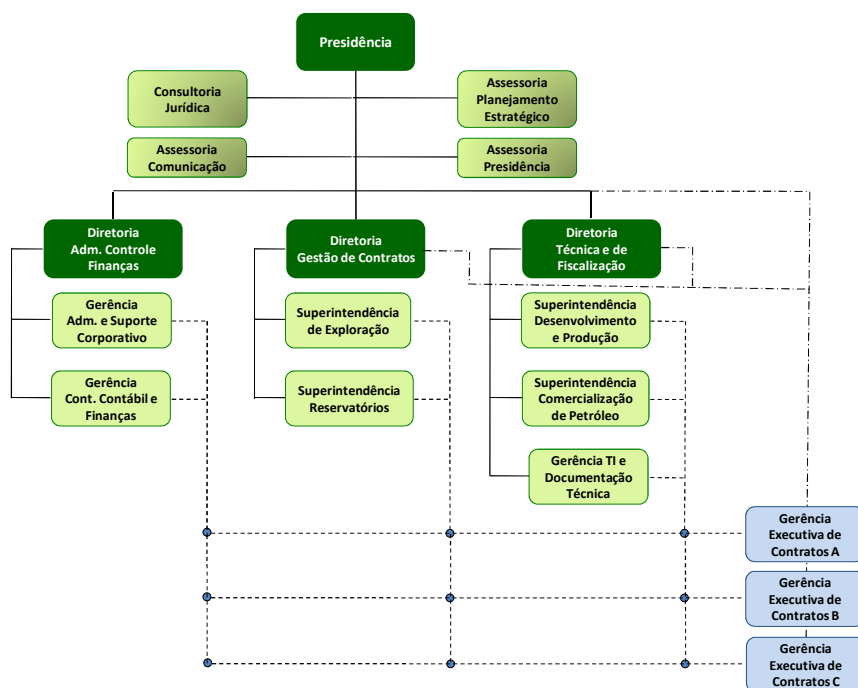 Presidência
Consultoria
Jurídica
Assessoria
Planejamento
Estratégico
Assessoria
Comunicação
Assessoria
Presidência
Diretoria
Adm. Controle
Finanças
Diretoria
Gestão de Contratos
Diretoria
Técnica e de
Fiscalização
Gerência
Adm. e Suporte
Corporativo
Superintendência
de Exploração
Superintendência
Desenvolvimento
e Produção
Gerência
Cont. Contábil e
Finanças
Superintendência
Reservatórios
Superintendência
Comercialização
de Petróleo
Gerência TI e
Documentação
Técnica
Gerência
Executiva de
Contratos A
Gerência
Executiva de
Contratos B
Gerência
Executiva de
Contratos C